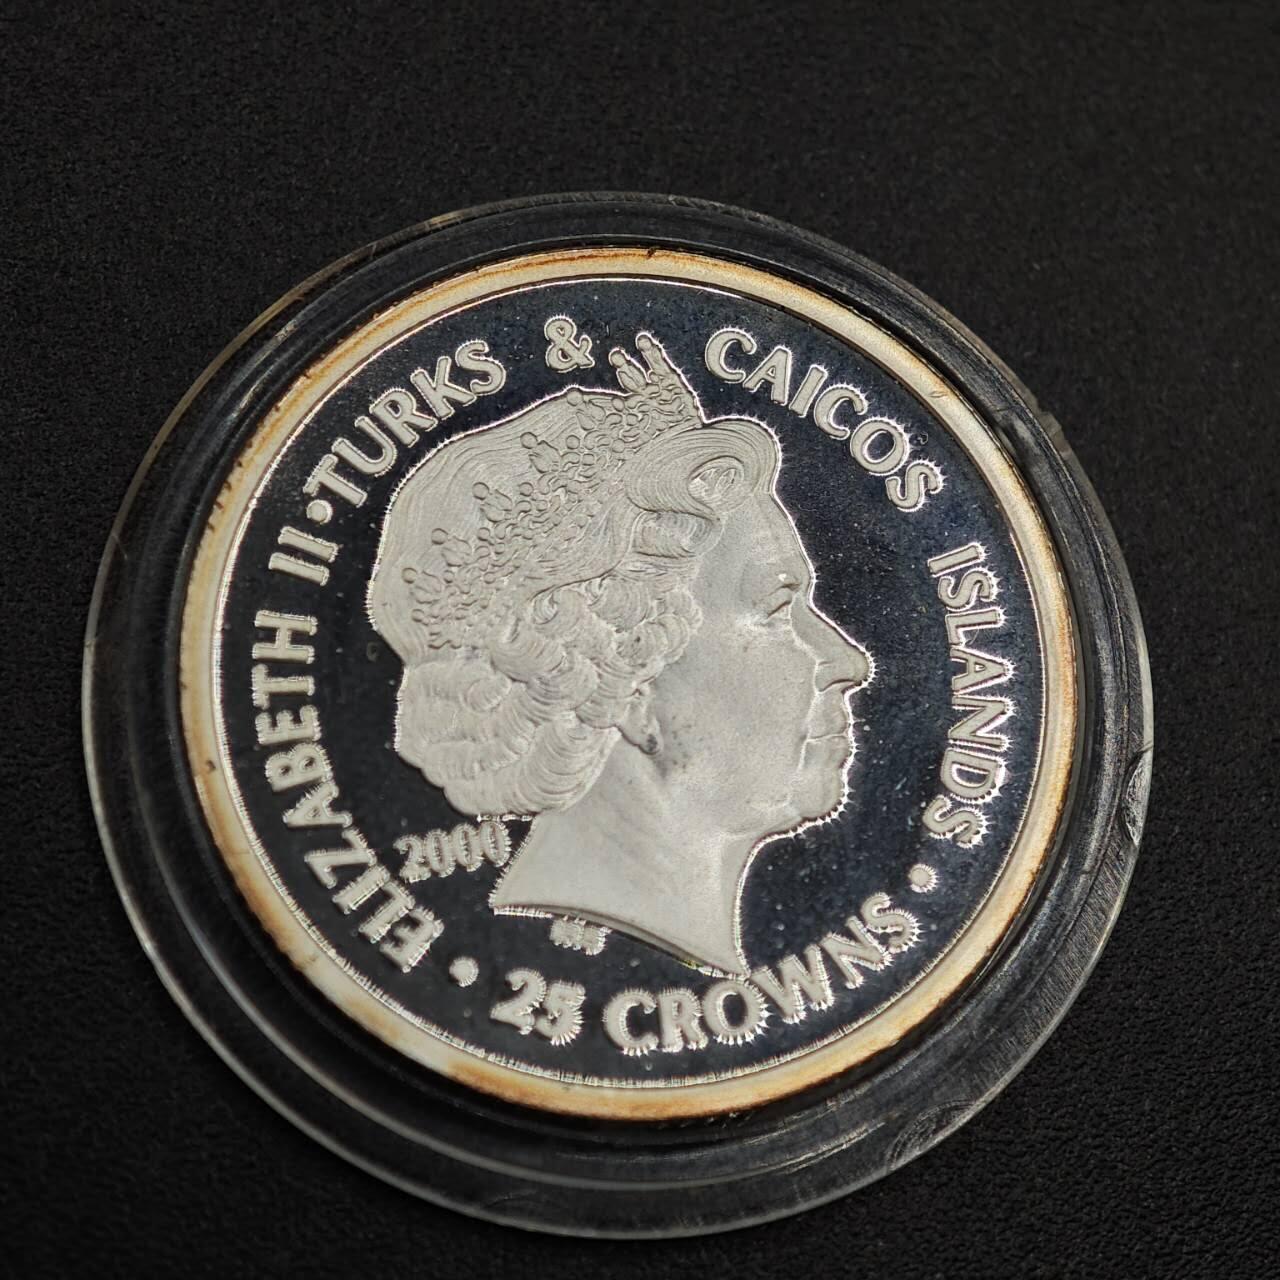 ELIZABETH II • TURKS & CAICOS ISLANDS •
25 CROWNS •
2000